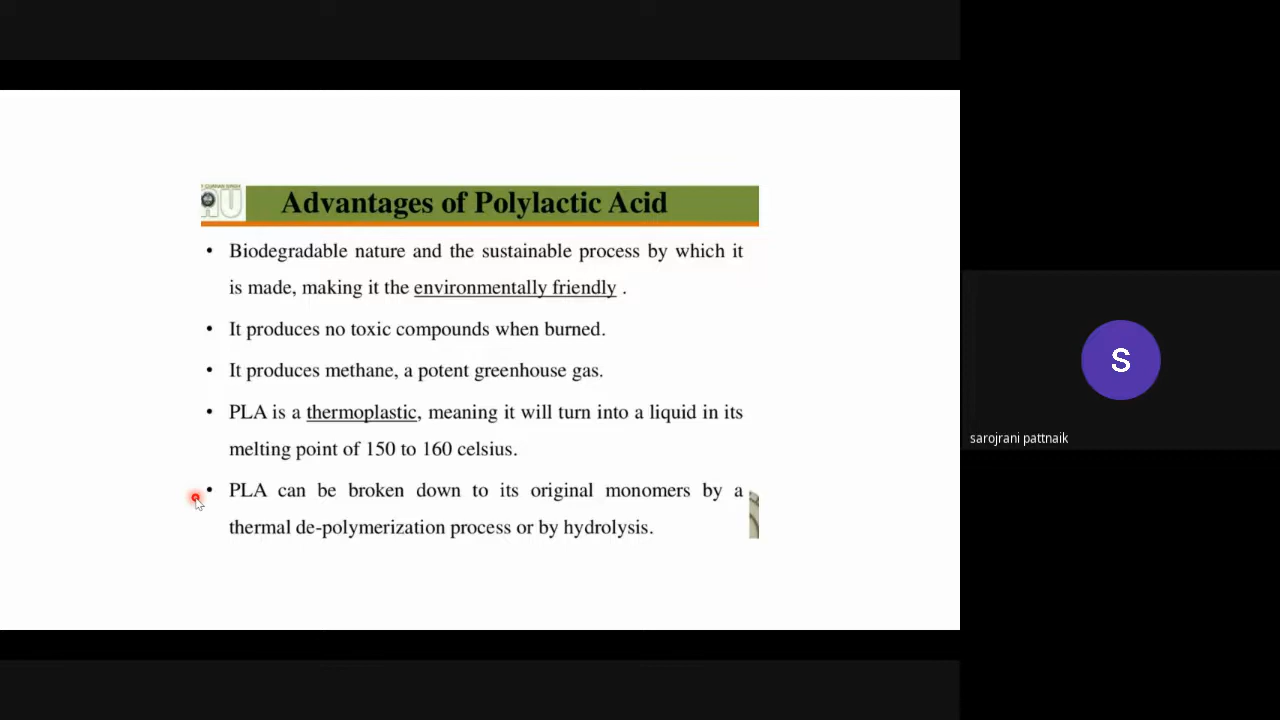 Advantages of Polylactic Acid
• Biodegradable nature and the sustainable process by which it
is made, making it the environmentally friendly .
• It produces no toxic compounds when burned.
• It produces methane, a potent greenhouse gas.
• PLA is a thermoplastic, meaning it will turn into a liquid in its
melting point of 150 to 160 celsius.
• PLA can be broken down to its original monomers by a
thermal de-polymerization process or by hydrolysis.
S
sarojrani pattnaik